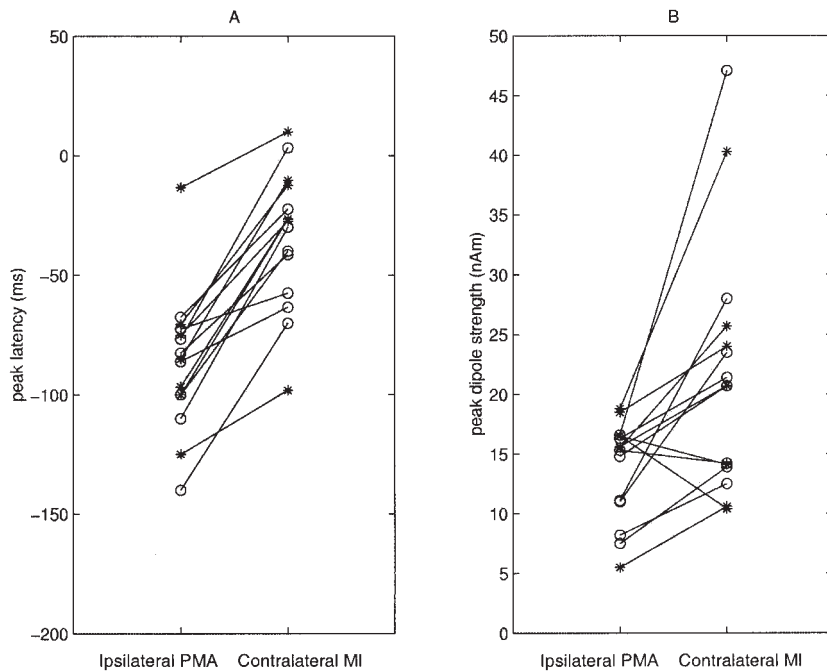 A
peak latency (ms)
50
0
−50
−100
−150
−200
Ipsilateral PMA Contralateral MI
B
peak dipole strength (nAm)
50
45
40
35
30
25
20
15
10
5
0
Ipsilateral PMA Contralateral MI